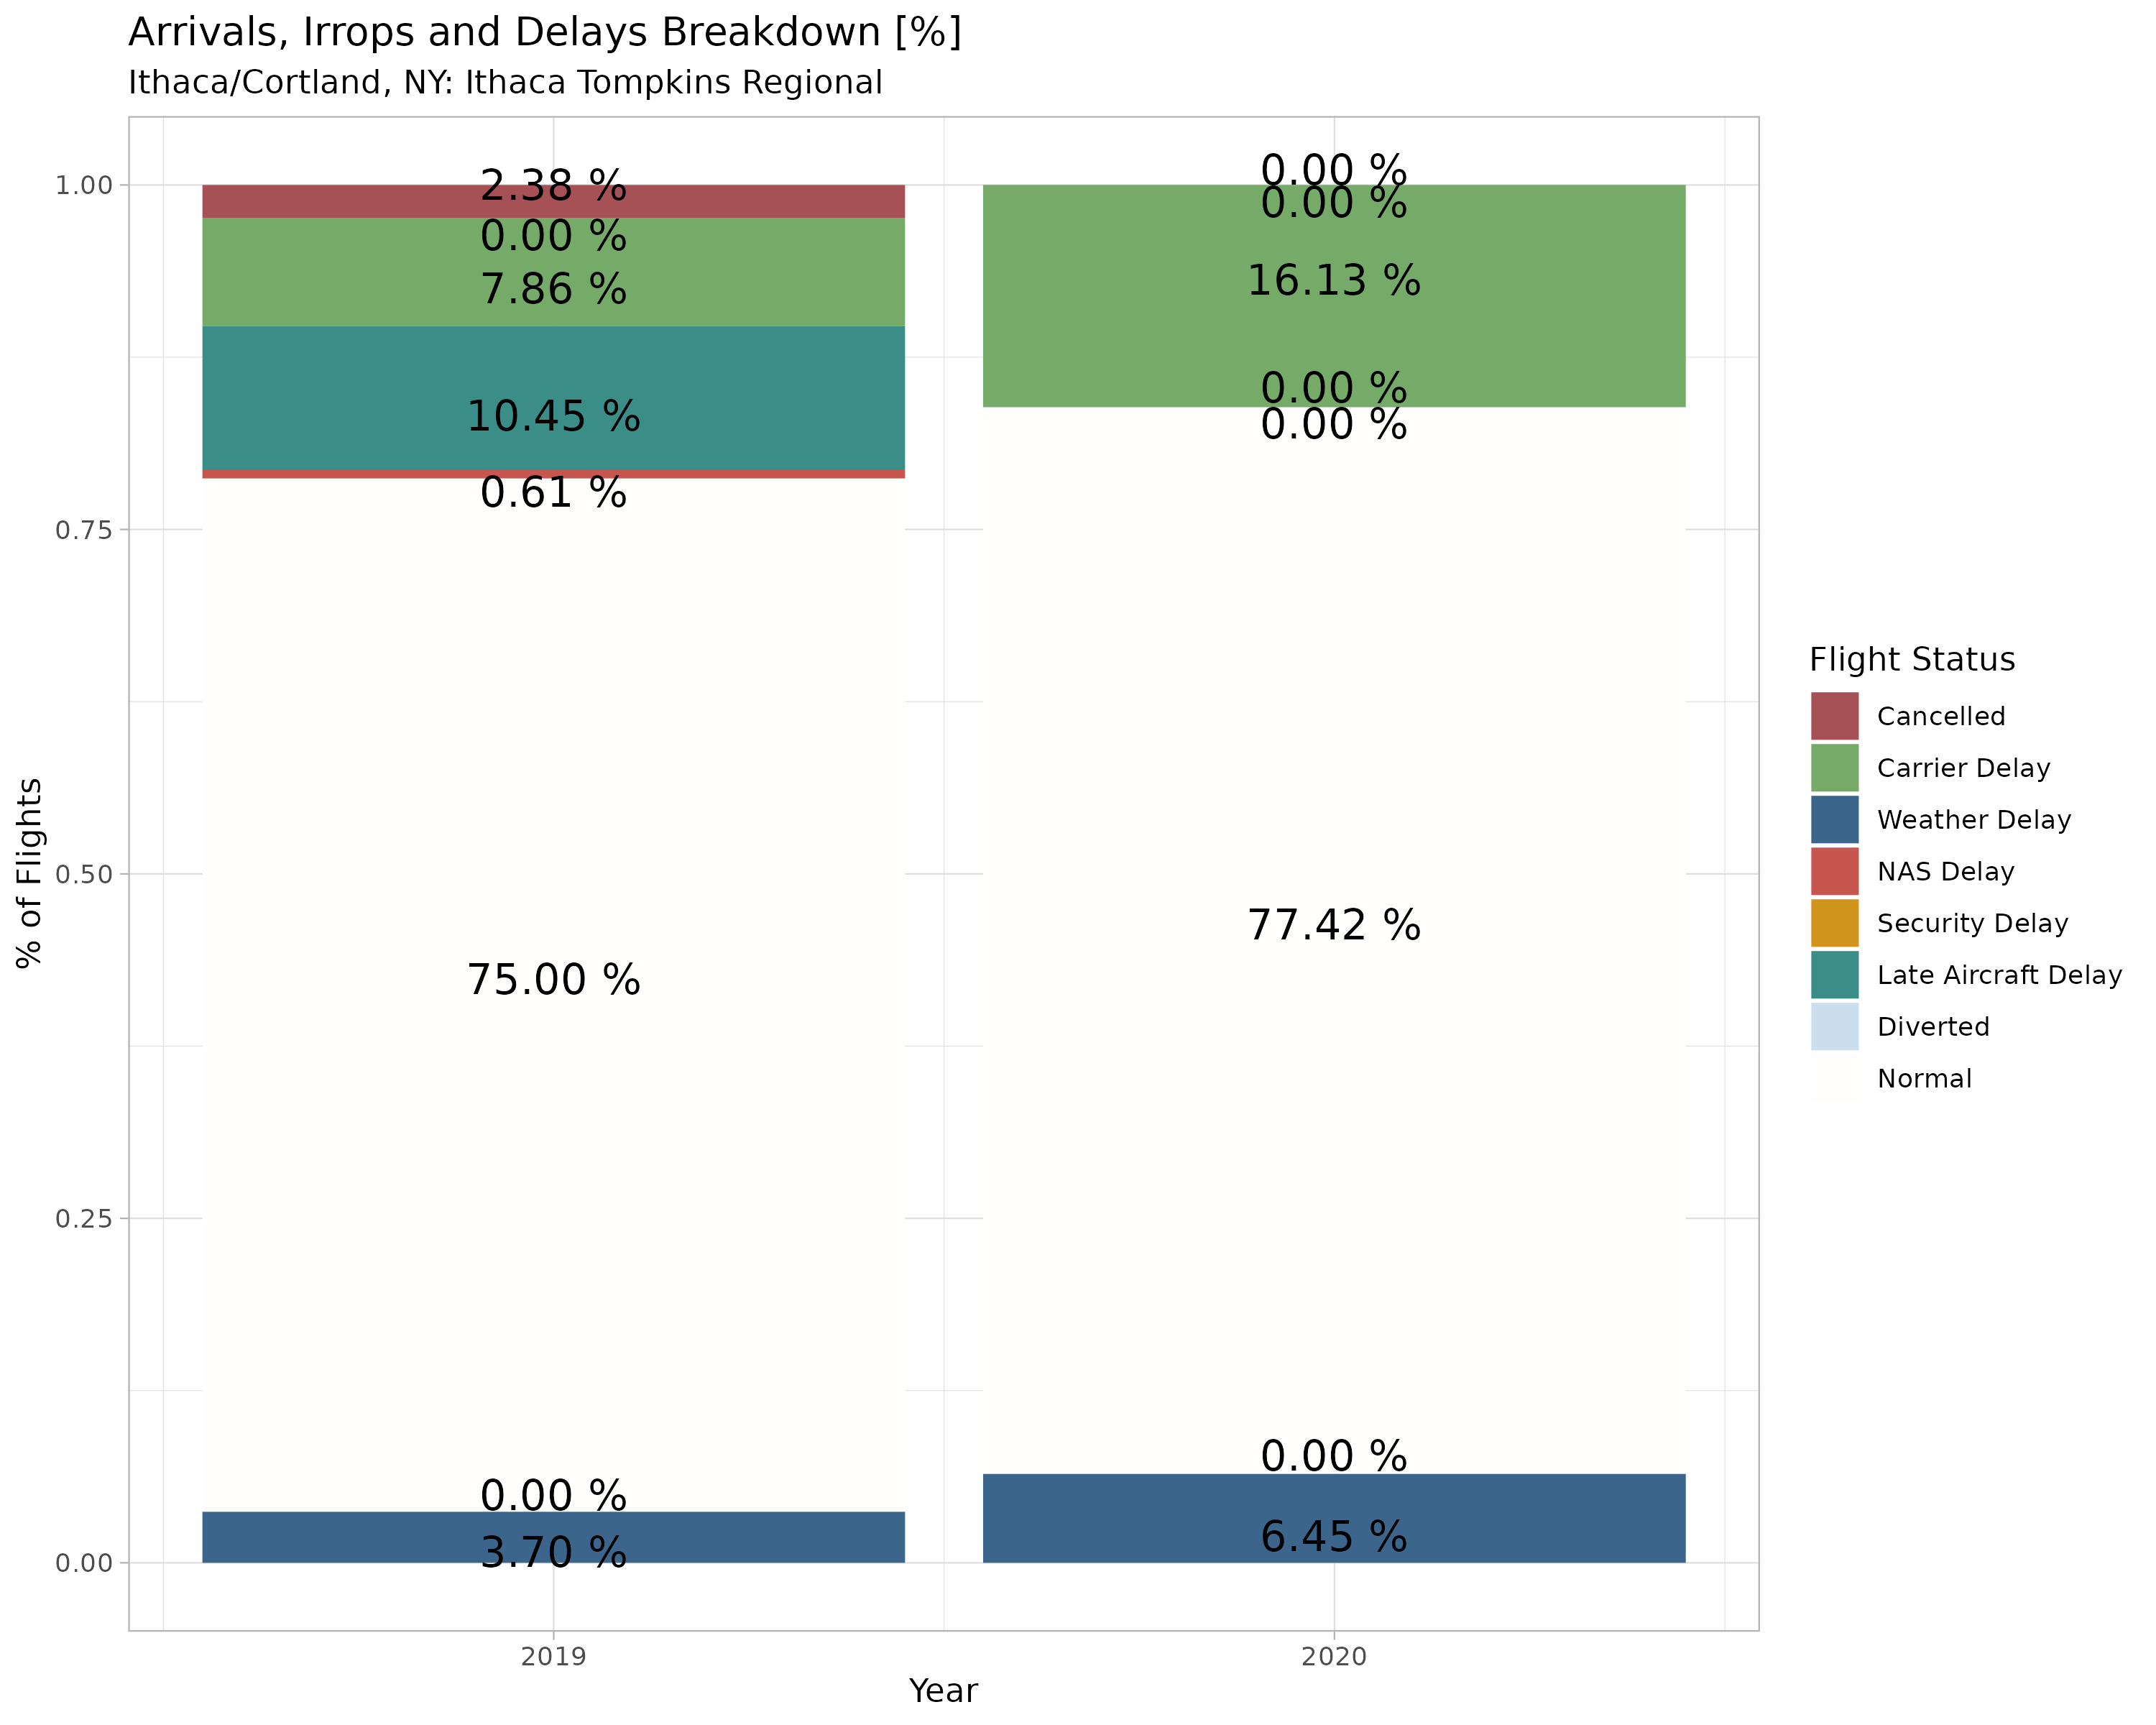 Arrivals, Irrops and Delays Breakdown [%]
Ithaca/Cortland, NY: Ithaca Tompkins Regional
% of Flights
1.00
0.75
0.50
0.25
0.00
2.38 %
0.00 %
7.86 %
10.45 %
0.61 %
75.00 %
0.00 %
3.70 %
0.00 %
0.00 %
16.13 %
0.00 %
0.00 %
77.42 %
0.00 %
6.45 %
2019
2020
Year
Flight Status
Cancelled
Carrier Delay
Weather Delay
NAS Delay
Security Delay
Late Aircraft Delay
Diverted
Normal